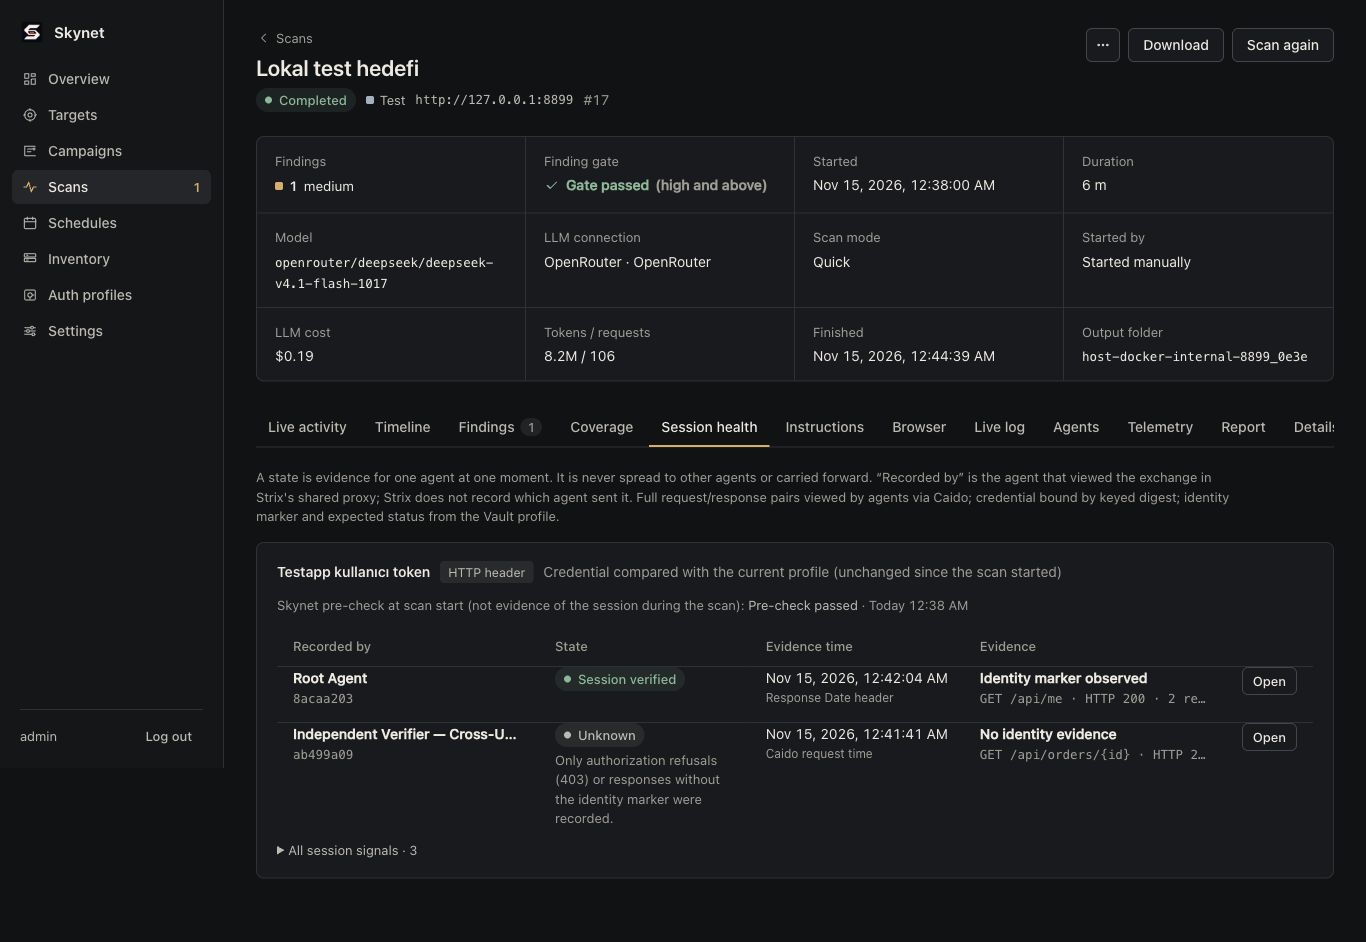 Skynet
Overview
Targets
Campaigns
Scans 1
Schedules
Inventory
Auth profiles
Settings
admin Log out
Scans
Lokal test hedefi
Completed Test http://127.0.0.1:8899 #17
... Download Scan again
Findings
1 medium
Finding gate
Gate passed (high and above)
Started
Nov 15, 2026, 12:38:00 AM
Duration
6 m
Model
openrouter/deepseek/deepseek-
v4.1-flash-1017
LLM connection
OpenRouter · OpenRouter
Scan mode
Quick
Started by
Started manually
LLM cost
$0.19
Tokens / requests
8.2M / 106
Finished
Nov 15, 2026, 12:44:39 AM
Output folder
host-docker-internal-8899_0e3e
Live activity Timeline Findings 1 Coverage Session health Instructions Browser Live log Agents Telemetry Report Details
A state is evidence for one agent at one moment. It is never spread to other agents or carried forward. “Recorded by” is the agent that viewed the exchange in
Strix's shared proxy; Strix does not record which agent sent it. Full request/response pairs viewed by agents via Caido; credential bound by keyed digest; identity
marker and expected status from the Vault profile.
Testapp kullanıcı token HTTP header Credential compared with the current profile (unchanged since the scan started)
Skynet pre-check at scan start (not evidence of the session during the scan): Pre-check passed · Today 12:38 AM
Recorded by State Evidence time Evidence
Root Agent Session verified Nov 15, 2026, 12:42:04 AM Identity marker observed Open
8acaa203 Response Date header GET /api/me · HTTP 200 · 2 re…
Independent Verifier — Cross-U... Unknown Nov 15, 2026, 12:41:41 AM No identity evidence Open
ab499a09 Caido request time GET /api/orders/{id} · HTTP 2…
Only authorization refusals
(403) or responses without
the identity marker were
recorded.
All session signals · 3